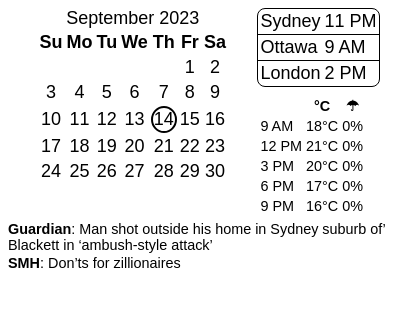 September 2023
Su Mo Tu We Th Fr Sa
1 2
3 4 5 6 7 8 9
10 11 12 13 14 15 16
17 18 19 20 21 22 23
24 25 26 27 28 29 30
Sydney 11 PM
Ottawa 9 AM
London 2 PM
°C ☂
9 AM 18°C 0%
12 PM 21°C 0%
3 PM 20°C 0%
6 PM 17°C 0%
9 PM 16°C 0%
Guardian: Man shot outside his home in Sydney suburb of’
Blackett in ‘ambush-style attack’
SMH: Don’ts for zillionaires